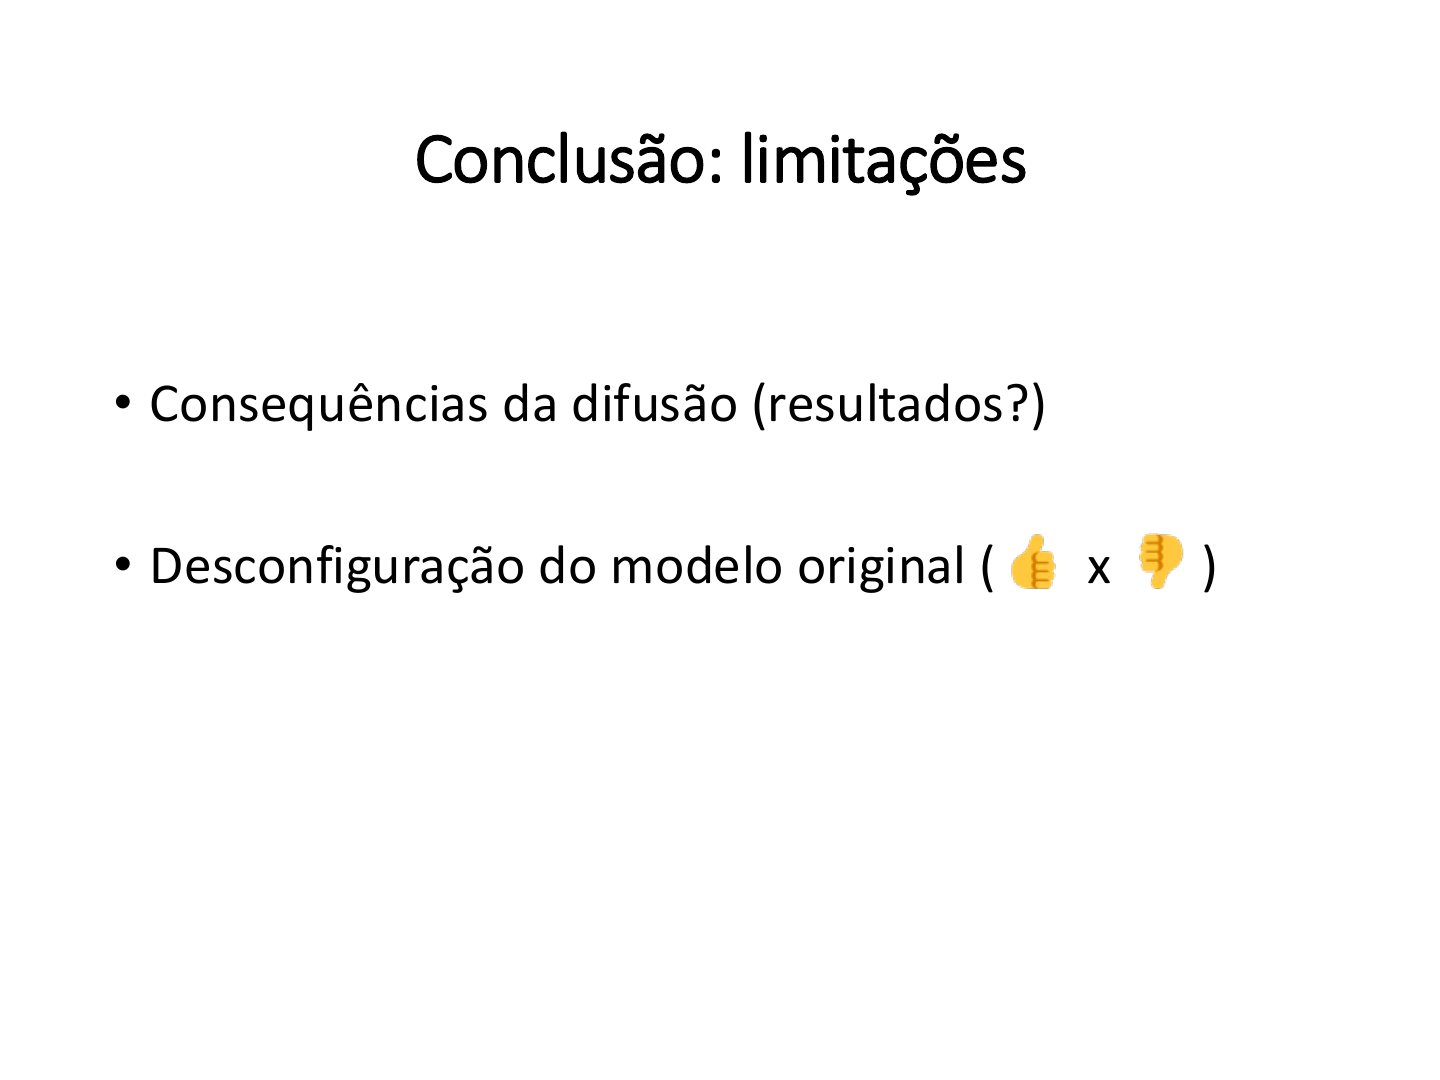 Conclusão: limitações
• Consequências da difusão (resultados?)
• Desconfiguração do modelo original ( 👍 x 👎 )